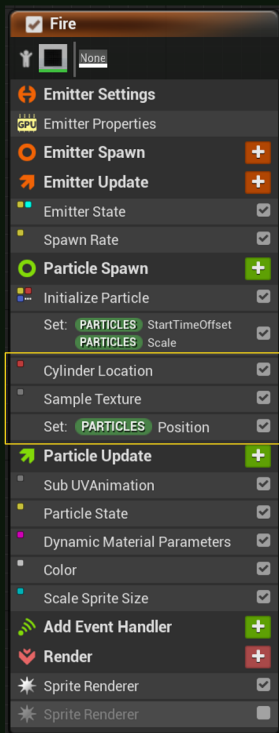 Fire
None
Emitter Settings
GPU Emitter Properties
Emitter Spawn
Emitter Update
Emitter State
Spawn Rate
Particle Spawn
Initialize Particle
Set: PARTICLES StartTimeOffset
PARTICLES Scale
Cylinder Location
Sample Texture
Set: PARTICLES Position
Particle Update
Sub UVAnimation
Particle State
Dynamic Material Parameters
Color
Scale Sprite Size
Add Event Handler
Render
Sprite Renderer
Sprite Renderer